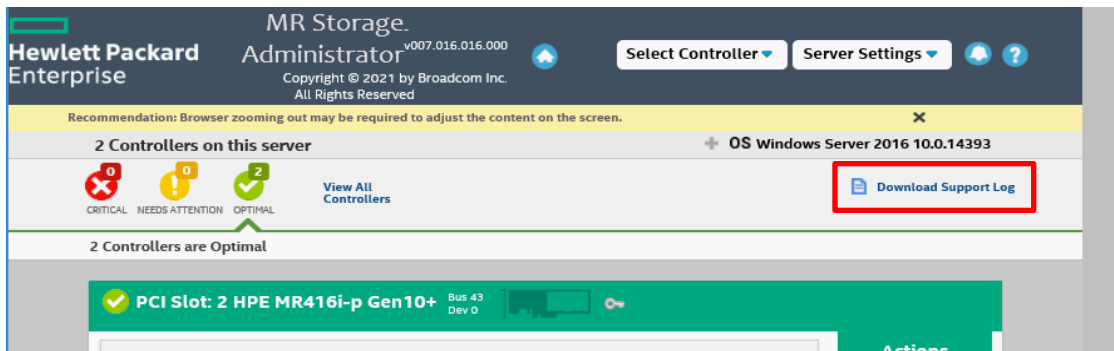 MR Storage
Hewlett Packard
Enterprise
Administrator v007.016.016.000
Copyright © 2021 by Broadcom Inc.
All Rights Reserved
Select Controller
Server Settings
?
Recommendation: Browser zooming out may be required to adjust the content on the screen.
2 Controllers on this server
OS Windows Server 2016 10.0.14393
0
0
2
CRITICAL
NEEDS ATTENTION
OPTIMAL
View All
Controllers
Download Support Log
2 Controllers are Optimal
PCI Slot: 2 HPE MR416i-p Gen10+
Bus 43
Dev 0
Actions